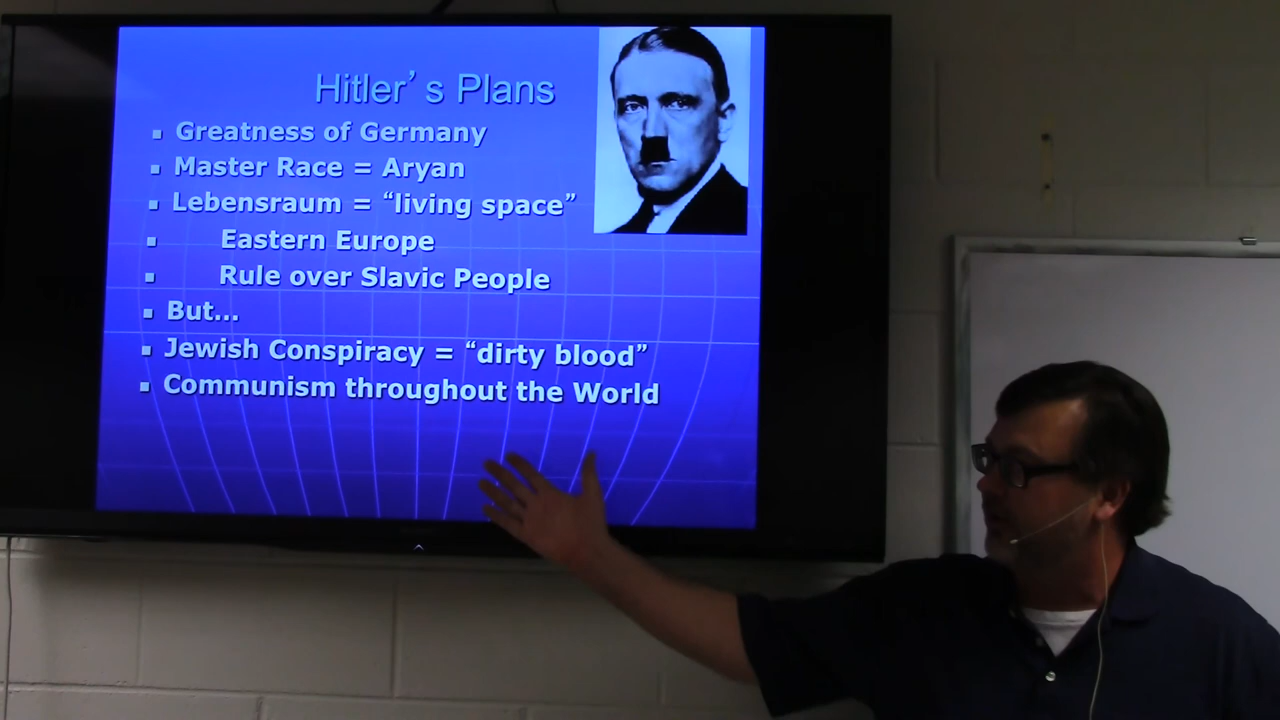 Hitler’s Plans
Greatness of Germany
Master Race = Aryan
Lebensraum = “living space”
Eastern Europe
Rule over Slavic People
But...
Jewish Conspiracy = “dirty blood”
Communism throughout the World